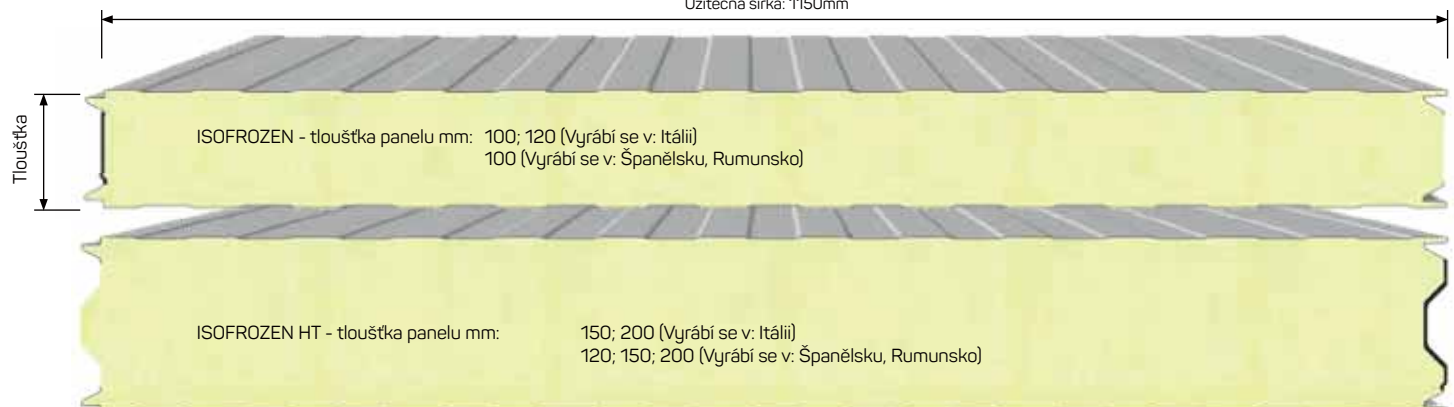 Užitečná šířka: 1150mm
Tloušťka
ISOFROZEN - tloušťka panelu mm: 100; 120 (Vyrábí se v: Itálii)
100 (Vyrábí se v: Španělsku, Rumunsko)
ISOFROZEN HT - tloušťka panelu mm: 150; 200 (Vyrábí se v: Itálii)
120; 150; 200 (Vyrábí se v: Španělsku, Rumunsko)